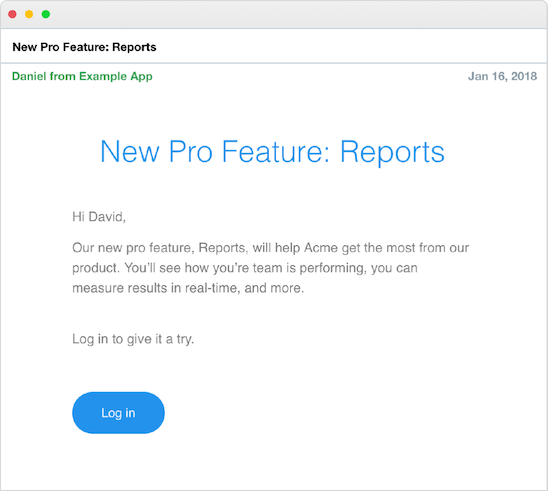 New Pro Feature: Reports
Daniel from Example App
Jan 16, 2018
New Pro Feature: Reports
Hi David,
Our new pro feature, Reports, will help Acme get the most from our
product. You’ll see how you’re team is performing, you can
measure results in real-time, and more.
Log in to give it a try.
Log in